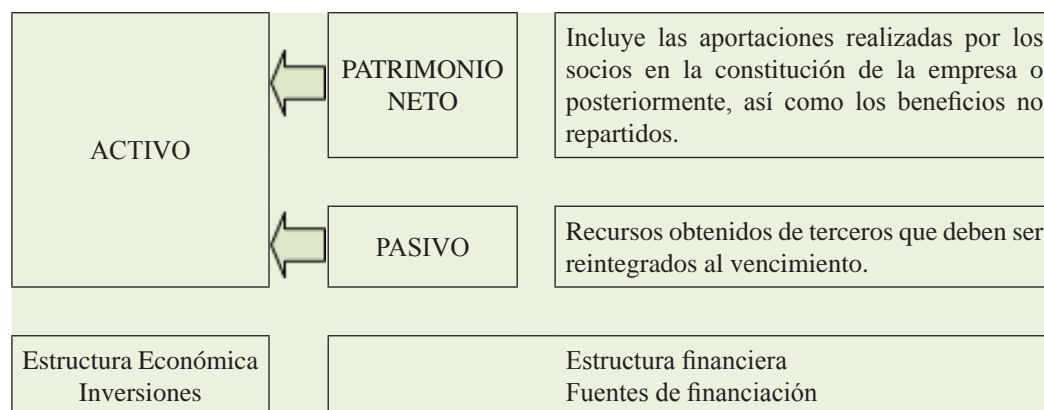 ACTIVO
PATRIMONIO
NETO
Incluye las aportaciones realizadas por los
socios en la constitución de la empresa o
posteriormente, así como los beneficios no
repartidos.
PASIVO
Recursos obtenidos de terceros que deben ser
reintegrados al vencimiento.
Estructura Económica
Inversiones
Estructura financiera
Fuentes de financiación